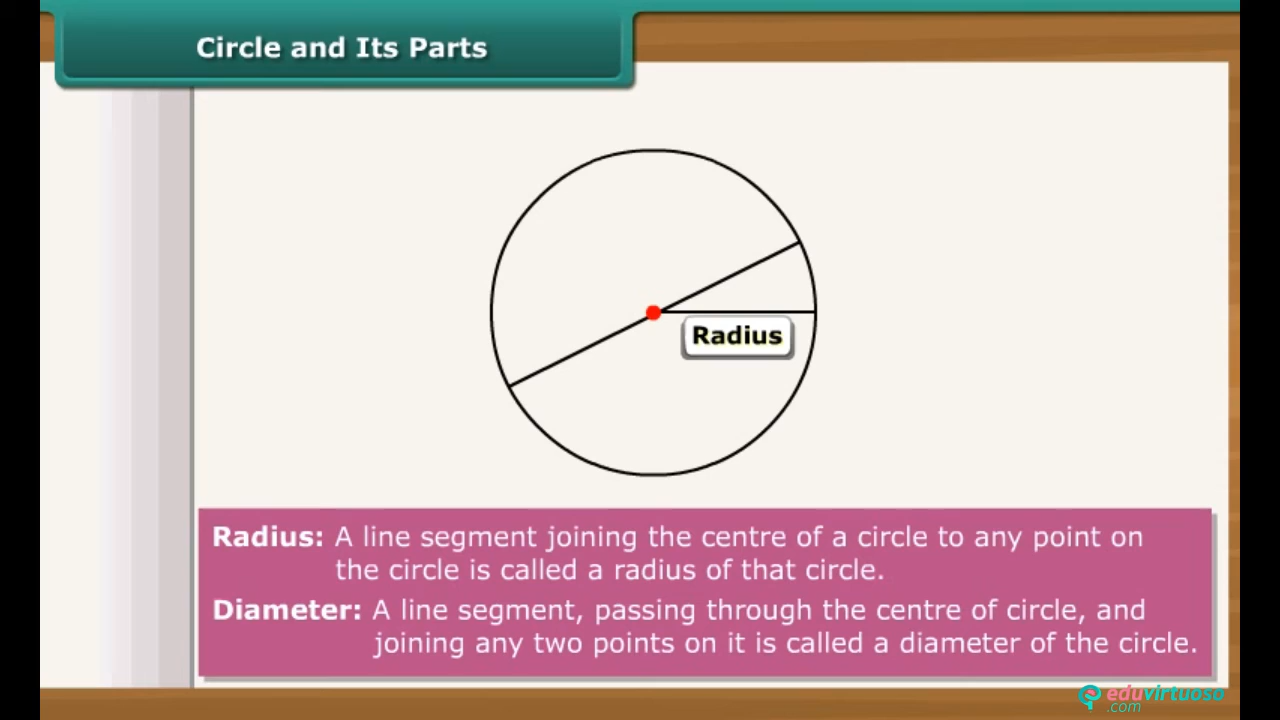 Circle and Its Parts
Radius
Radius: A line segment joining the centre of a circle to any point on
the circle is called a radius of that circle.
Diameter: A line segment, passing through the centre of circle, and
joining any two points on it is called a diameter of the circle.
eduvirtuoso
.com